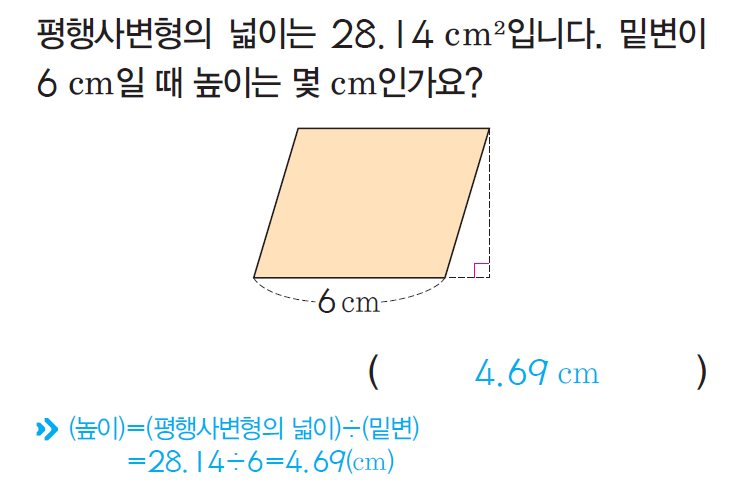 평행사변형의 넓이는 28.14 cm²입니다. 밑변이
6 cm일 때 높이는 몇 cm인가요?
6 cm
( 4.69 cm )
» (높이)=(평행사변형의 넓이)÷(밑변)
=28.14÷6=4.69(cm)